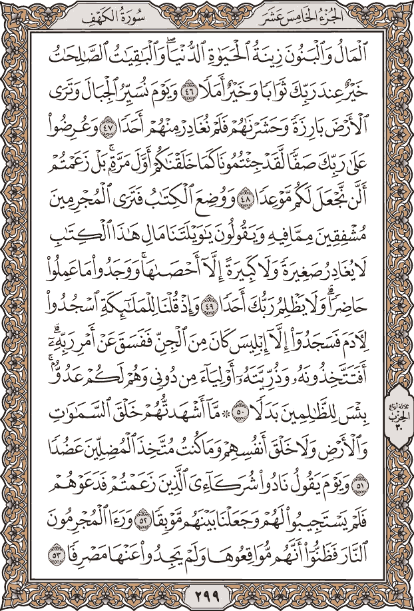 الجزء الخامس عشر
سورة الكهف
ٱلْمَالُ وَٱلْبَنُونَ زِينَةُ ٱلْحَيَوٰةِ ٱلدُّنْيَا ۖ وَٱلْبَـٰقِيَـٰتُ ٱلصَّـٰلِحَـٰتُ
خَيْرٌ عِندَ رَبِّكَ ثَوَابًا وَخَيْرٌ أَمَلًا ٤٦ وَيَوْمَ نُسَيِّرُ ٱلْجِبَالَ وَتَرَى
ٱلْأَرْضَ بَارِزَةً وَحَشَرْنَـٰهُمْ فَلَمْ نُغَادِرْ مِنْهُمْ أَحَدًا ٤٧ وَعُرِضُوا۟
عَلَىٰ رَبِّكَ صَفًّا لَّقَدْ جِئْتُمُونَا كَمَا خَلَقْنَـٰكُمْ أَوَّلَ مَرَّةٍۭ ۚ بَلْ زَعَمْتُمْ
أَلَّن نَّجْعَلَ لَكُم مَّوْعِدًا ٤٨ وَوُضِعَ ٱلْكِتَـٰبُ فَتَرَى ٱلْمُجْرِمِينَ
مُشْفِقِينَ مِمَّا فِيهِ وَيَقُولُونَ يَـٰوَيْلَتَنَا مَالِ هَـٰذَا ٱلْكِتَـٰبِ
لَا يُغَادِرُ صَغِيرَةً وَلَا كَبِيرَةً إِلَّآ أَحْصَىٰهَا ۚ وَوَجَدُوا۟ مَا عَمِلُوا۟
حَاضِرًا ۗ وَلَا يَظْلِمُ رَبُّكَ أَحَدًا ٤٩ وَإِذْ قُلْنَا لِلْمَلَـٰٓئِكَةِ ٱسْجُدُوا۟
لِـَٔادَمَ فَسَجَدُوٓا۟ إِلَّآ إِبْلِيسَ كَانَ مِنَ ٱلْجِنِّ فَفَسَقَ عَنْ أَمْرِ رَبِّهِۦٓ ۗ
أَفَتَتَّخِذُونَهُۥ وَذُرِّيَّتَهُۥٓ أَوْلِيَآءَ مِن دُونِى وَهُمْ لَكُمْ عَدُوٌّۢ ۚ
بِئْسَ لِلظَّـٰلِمِينَ بَدَلًا ٥٠ ۞ مَّآ أَشْهَدتُّهُمْ خَلْقَ ٱلسَّمَـٰوَٰتِ
وَٱلْأَرْضِ وَلَا خَلْقَ أَنفُسِهِمْ وَمَا كُنتُ مُتَّخِذَ ٱلْمُضِلِّينَ عَضُدًا
٥١ وَيَوْمَ يَقُولُ نَادُوا۟ شُرَكَآءِىَ ٱلَّذِينَ زَعَمْتُمْ فَدَعَوْهُمْ
فَلَمْ يَسْتَجِيبُوا۟ لَهُمْ وَجَعَلْنَا بَيْنَهُم مَّوْبِقًا ٥٢ وَرَءَا ٱلْمُجْرِمُونَ
ٱلنَّارَ فَظَنُّوٓا۟ أَنَّهُم مُّوَاقِعُوهَا وَلَمْ يَجِدُوا۟ عَنْهَا مَصْرِفًا ٥٣
ثلاثة أرباع
الحزب
٣٠
٢٩٩